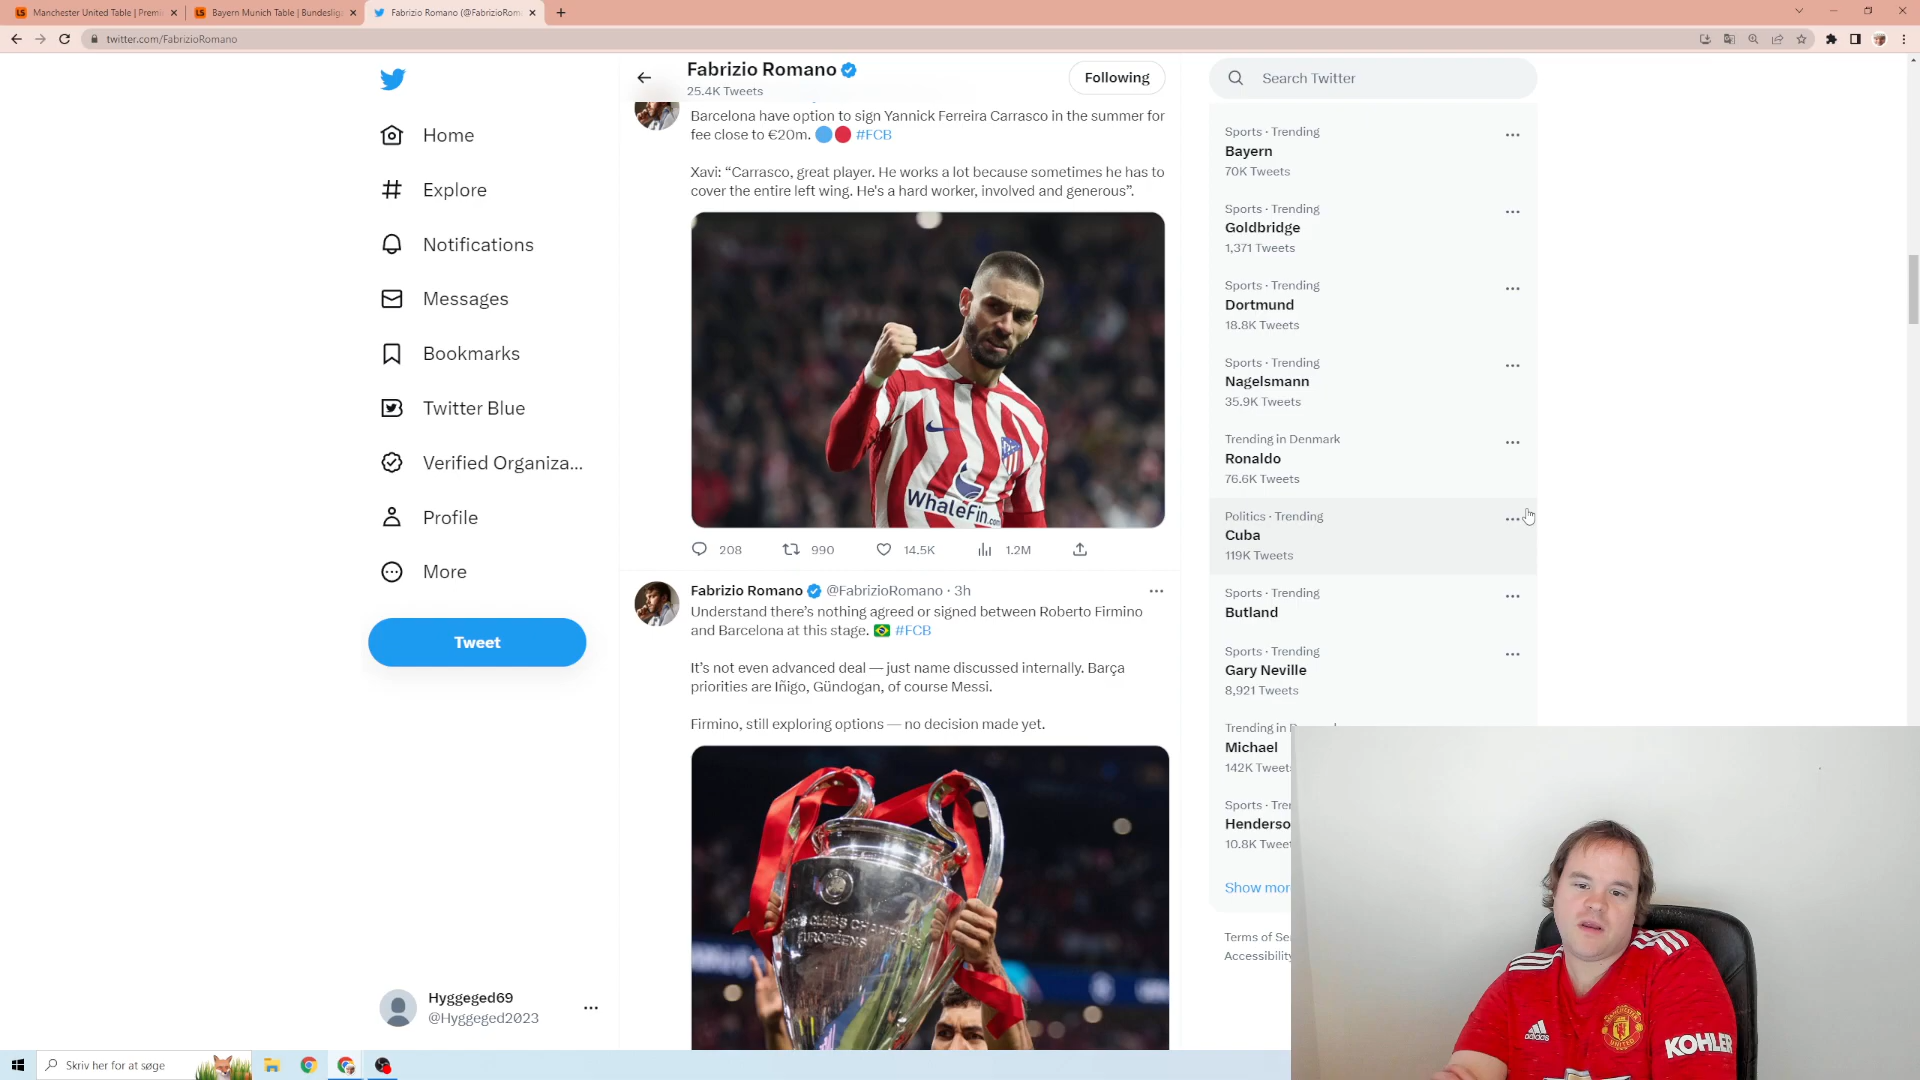 Manchester United Table | Premi
Bayern Munich Table | Bundeslig
Fabrizio Romano (@FabrizioRom
twitter.com/FabrizioRomano
Fabrizio Romano
25.4K Tweets
Following
Search Twitter
Home
Explore
Notifications
Messages
Bookmarks
Twitter Blue
Verified Organiza...
Profile
More
Tweet
Hyggeged69
@Hyggeged2023
Barcelona have option to sign Yannick Ferreira Carrasco in the summer for
fee close to €20m. 🔵🔴 #FCB
Xavi: “Carrasco, great player. He works a lot because sometimes he has to
cover the entire left wing. He's a hard worker, involved and generous”.
WhaleFin.com
208 990 14.5K 1.2M
Fabrizio Romano @FabrizioRomano · 3h
Understand there’s nothing agreed or signed between Roberto Firmino
and Barcelona at this stage. 🇧🇷 #FCB
It’s not even advanced deal — just name discussed internally. Barça
priorities are Iñigo, Gündogan, of course Messi.
Firmino, still exploring options — no decision made yet.
Sports · Trending
Bayern
70K Tweets
Sports · Trending
Goldbridge
1,371 Tweets
Sports · Trending
Dortmund
18.8K Tweets
Sports · Trending
Nagelsmann
35.9K Tweets
Trending in Denmark
Ronaldo
76.6K Tweets
Politics · Trending
Cuba
119K Tweets
Sports · Trending
Butland
Sports · Trending
Gary Neville
8,921 Tweets
Trending in
Michael
142K Tweets
Sports · Tre
Henderso
10.8K Twee
Show mor
Terms of Se
Accessibility
adidas
KOHLER
Skriv her for at søge